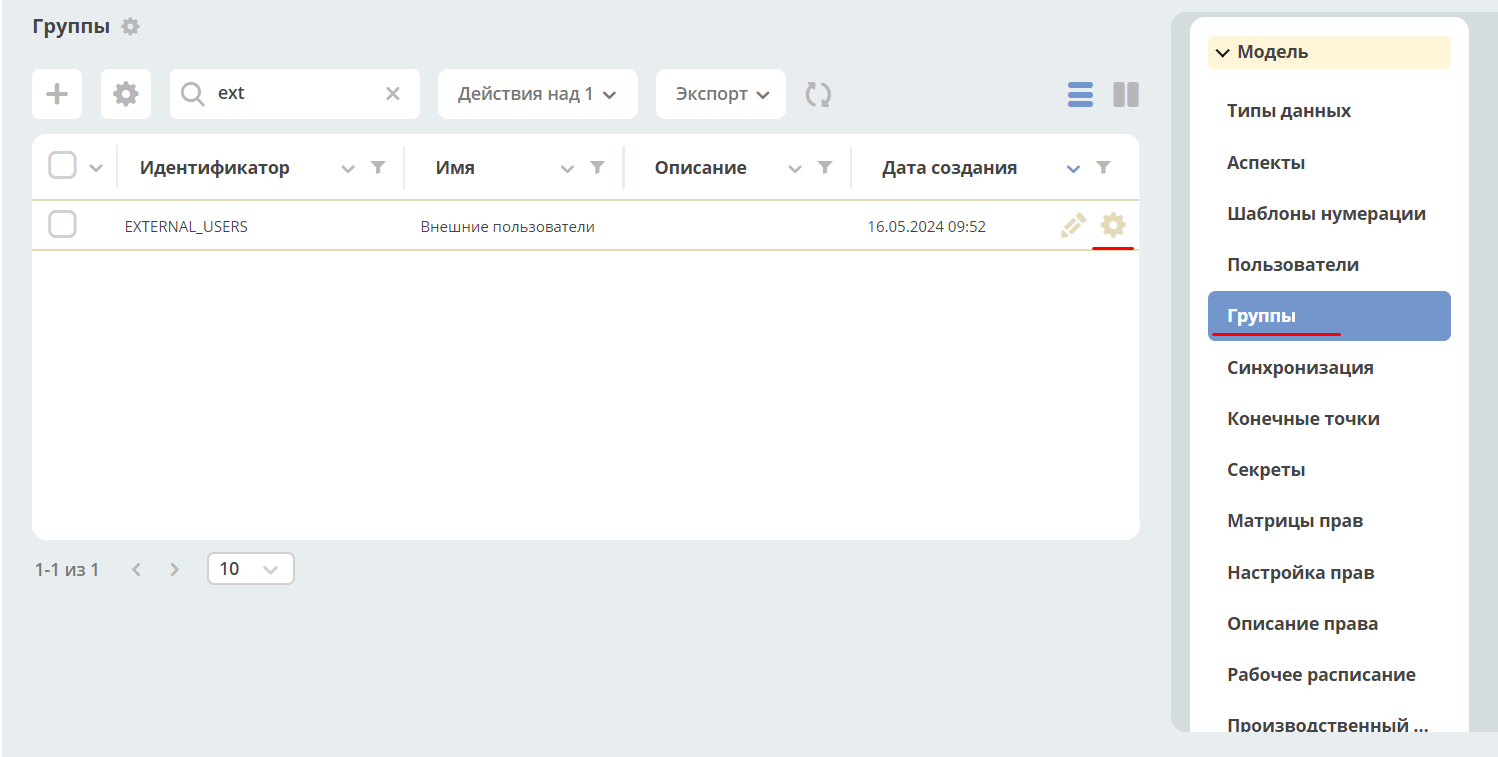 Группы
ext
Действия над 1
Экспорт
Идентификатор Имя Описание Дата создания
EXTERNAL_USERS Внешние пользователи 16.05.2024 09:52
1-1 из 1 10
Модель
Типы данных
Аспекты
Шаблоны нумерации
Пользователи
Группы
Синхронизация
Конечные точки
Секреты
Матрицы прав
Настройка прав
Описание права
Рабочее расписание
Производственный ...